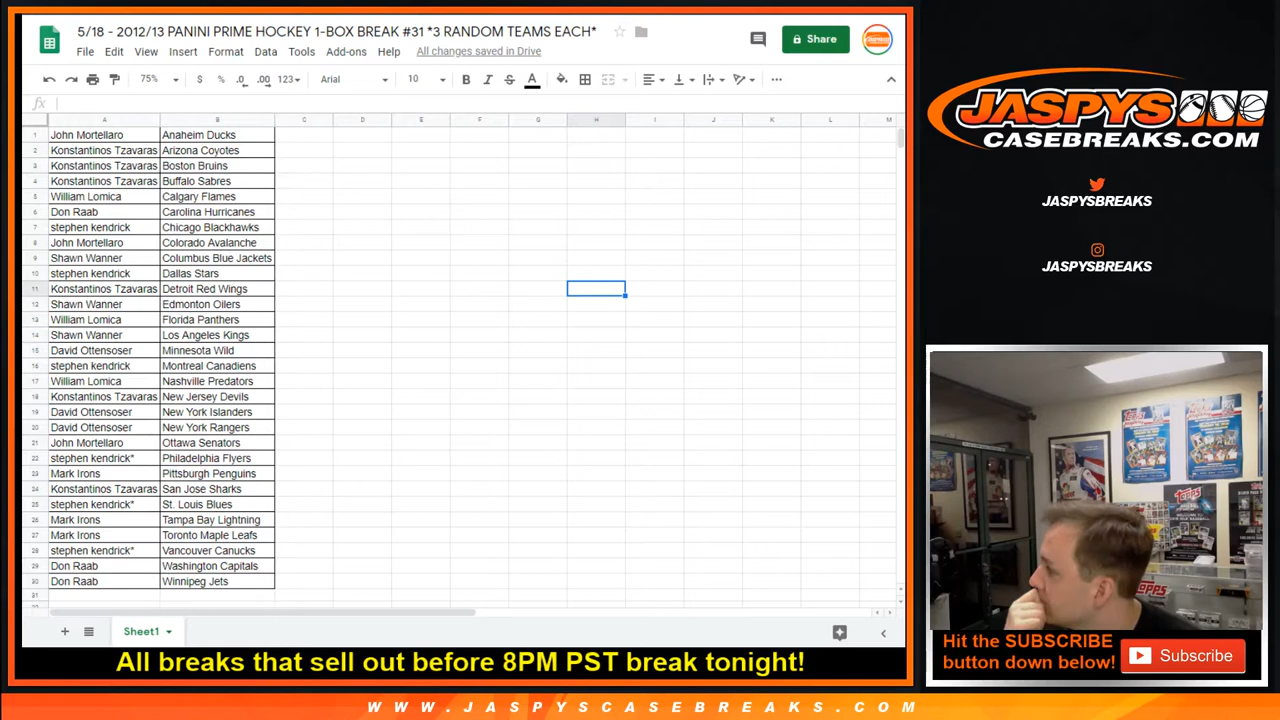 5/18 - 2012/13 PANINI PRIME HOCKEY 1-BOX BREAK #31 *3 RANDOM TEAMS EACH*
File Edit View Insert Format Data Tools Add-ons Help All changes saved in Drive
Share
75% $ % .0 .00 123 Arial 10 B I S A
fx
A B C D E F G H I J K L M
1 John Mortellaro Anaheim Ducks
2 Konstantinos Tzavaras Arizona Coyotes
3 Konstantinos Tzavaras Boston Bruins
4 Konstantinos Tzavaras Buffalo Sabres
5 William Lomica Calgary Flames
6 Don Raab Carolina Hurricanes
7 stephen kendrick Chicago Blackhawks
8 John Mortellaro Colorado Avalanche
9 Shawn Wanner Columbus Blue Jackets
10 stephen kendrick Dallas Stars
11 Konstantinos Tzavaras Detroit Red Wings
12 Shawn Wanner Edmonton Oilers
13 William Lomica Florida Panthers
14 Shawn Wanner Los Angeles Kings
15 David Ottensoser Minnesota Wild
16 stephen kendrick Montreal Canadiens
17 William Lomica Nashville Predators
18 Konstantinos Tzavaras New Jersey Devils
19 David Ottensoser New York Islanders
20 David Ottensoser New York Rangers
21 John Mortellaro Ottawa Senators
22 stephen kendrick* Philadelphia Flyers
23 Mark Irons Pittsburgh Penguins
24 Konstantinos Tzavaras San Jose Sharks
25 stephen kendrick* St. Louis Blues
26 Mark Irons Tampa Bay Lightning
27 Mark Irons Toronto Maple Leafs
28 stephen kendrick* Vancouver Canucks
29 Don Raab Washington Capitals
30 Don Raab Winnipeg Jets
31
Sheet1
All breaks that sell out before 8PM PST break tonight!
WWW.JASPYSCASEBREAKS.COM
JASPYS
CASEBREAKS.COM
JASPYSBREAKS
JASPYSBREAKS
Topps
Topps
TOPPS
TOPPS
Hit the SUBSCRIBE
button down below!
Subscribe